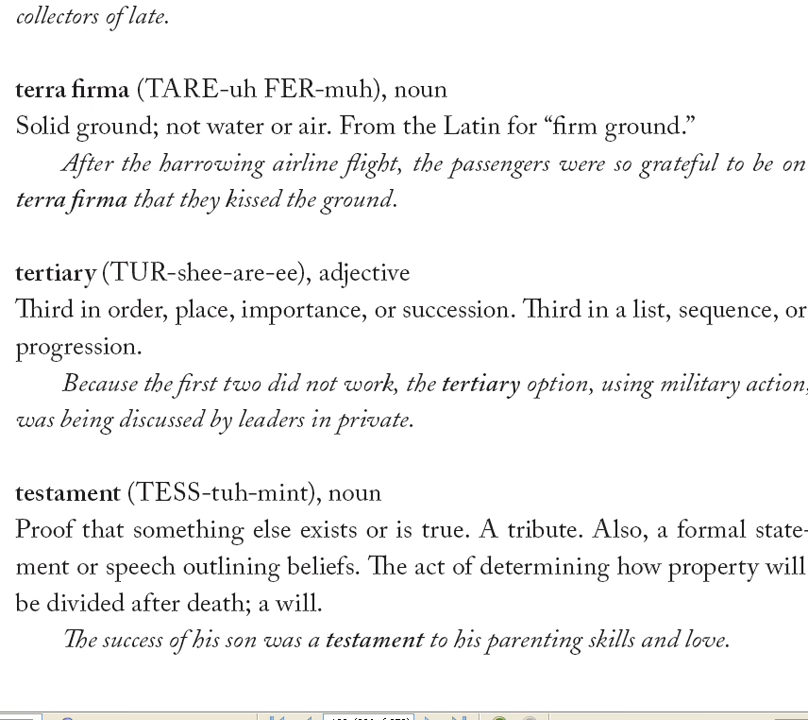 collectors of late.
terra firma (TARE-uh FER-muh), noun
Solid ground; not water or air. From the Latin for “firm ground.”
After the harrowing airline flight, the passengers were so grateful to be on
terra firma that they kissed the ground.
tertiary (TUR-shee-are-ee), adjective
Third in order, place, importance, or succession. Third in a list, sequence, or
progression.
Because the first two did not work, the tertiary option, using military action,
was being discussed by leaders in private.
testament (TESS-tuh-mint), noun
Proof that something else exists or is true. A tribute. Also, a formal state-
ment or speech outlining beliefs. The act of determining how property will
be divided after death; a will.
The success of his son was a testament to his parenting skills and love.